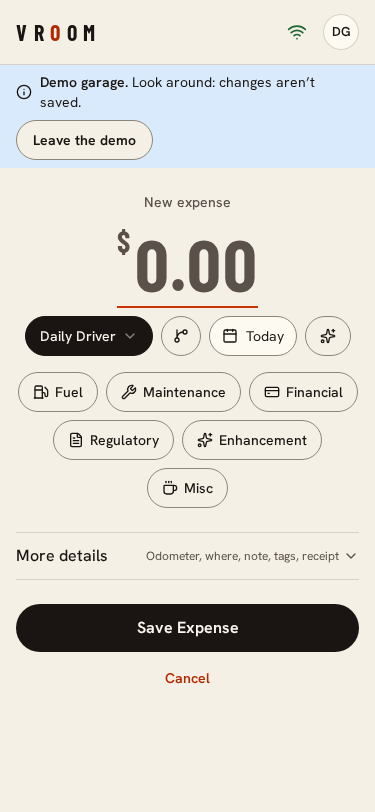 VROOM
DG
Demo garage. Look around: changes aren’t
saved.
Leave the demo
New expense
$0.00
Daily Driver
Today
Fuel
Maintenance
Financial
Regulatory
Enhancement
Misc
More details
Odometer, where, note, tags, receipt
Save Expense
Cancel